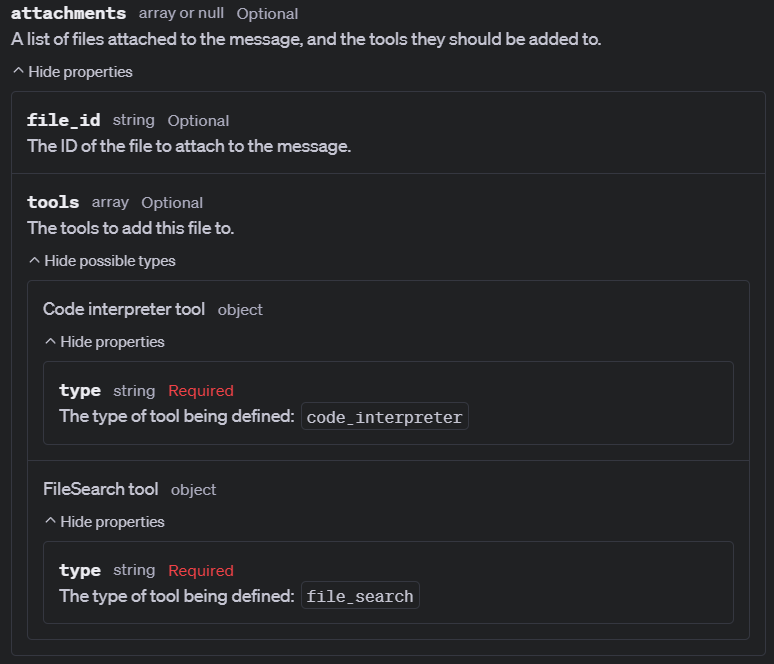 attachments array or null Optional
A list of files attached to the message, and the tools they should be added to.
Hide properties
file_id string Optional
The ID of the file to attach to the message.
tools array Optional
The tools to add this file to.
Hide possible types
Code interpreter tool object
Hide properties
type string Required
The type of tool being defined: code_interpreter
FileSearch tool object
Hide properties
type string Required
The type of tool being defined: file_search